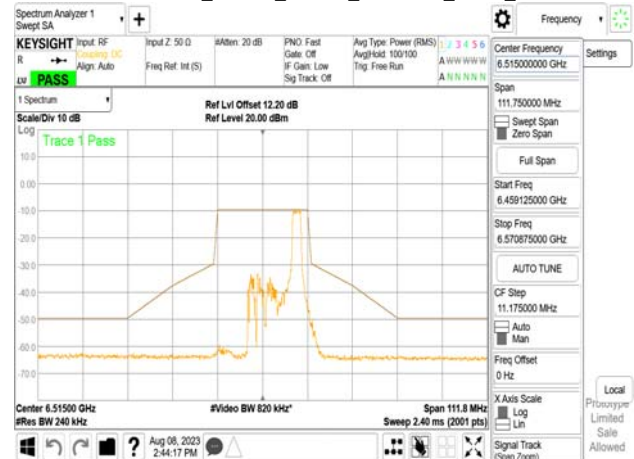 Spectrum Analyzer 1
Swept SA
+
Frequency
KEYSIGHT
R
LV
PASS
Input: RF
Coupling: DC
Align: Auto
Input Z: 50 Ω
Freq Ref: Int (S)
#Atten: 20 dB
PNO: Fast
Gate: Off
IF Gain: Low
Sig Track: Off
Avg Type: Power (RMS)
Avg|Hold: 100/100
Trig: Free Run
1 2 3 4 5 6
A W W W W W
A N N N N N
1 Spectrum
Scale/Div 10 dB
Ref Lvl Offset 12.20 dB
Ref Level 20.00 dBm
Log
Trace 1 Pass
10.0
0.00
-10.0
-20.0
-30.0
-40.0
-50.0
-60.0
-70.0
Center 6.51500 GHz
#Res BW 240 kHz
#Video BW 820 kHz*
Span 111.8 MHz
Sweep 2.40 ms (2001 pts)
Center Frequency
6.515000000 GHz
Settings
Span
111.750000 MHz
Swept Span
Zero Span
Full Span
Start Freq
6.459125000 GHz
Stop Freq
6.570875000 GHz
AUTO TUNE
CF Step
11.175000 MHz
Auto
Man
Freq Offset
0 Hz
X Axis Scale
Log
Lin
Signal Track
(Span Zoom)
Local
Prototype
Limited
Sale
Allowed
?
Aug 08, 2023
2:44:17 PM